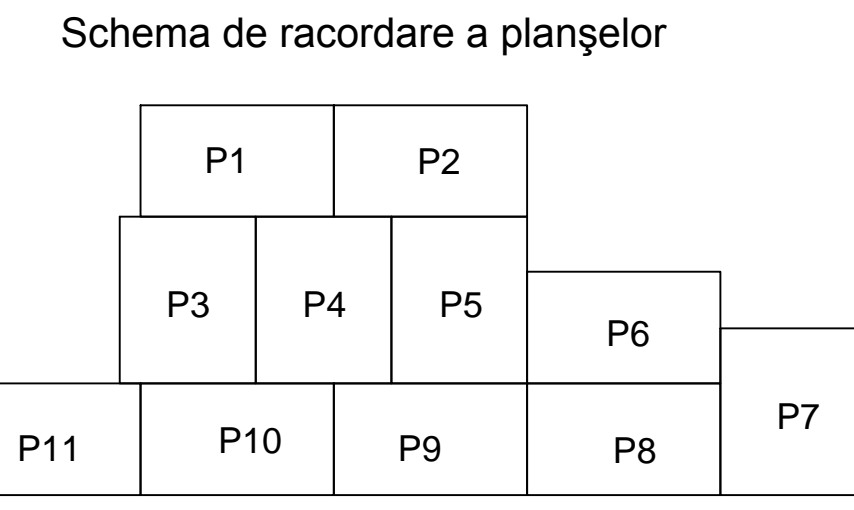 Schema de racordare a planşelor
P1 P2
P3 P4 P5
P6
P7
P11 P10 P9 P8